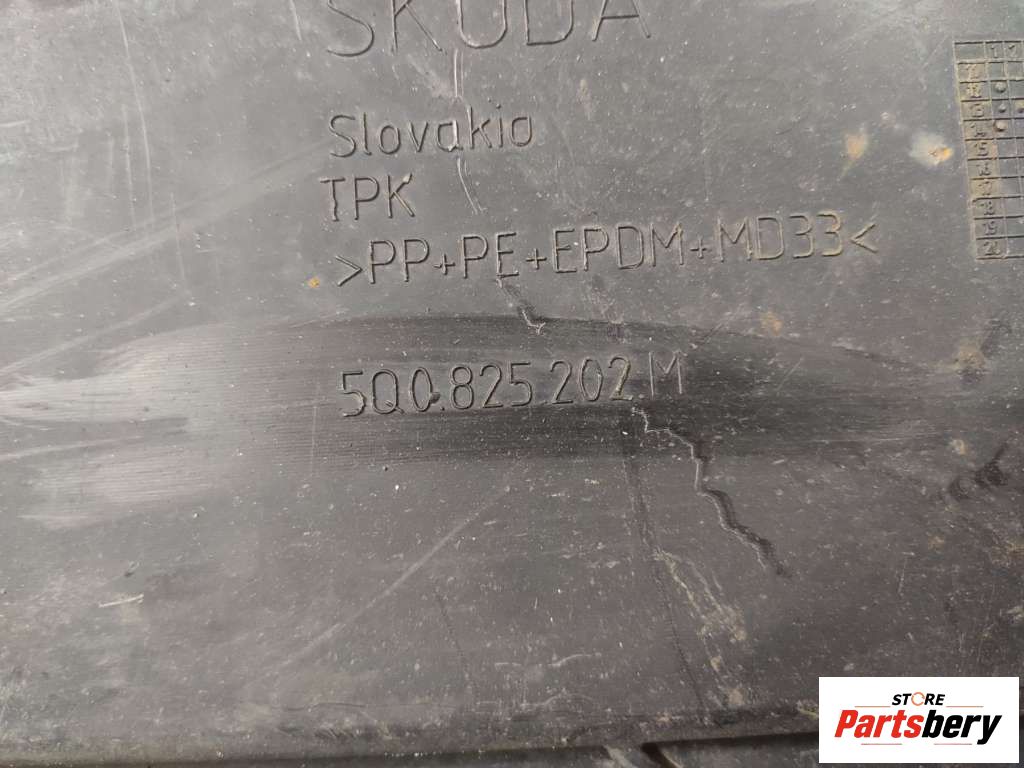 SKODA
Slovakia
TPK
>PP+PE+EPDM+MD33<
5Q0.825.202.M
STORE
Partsbery